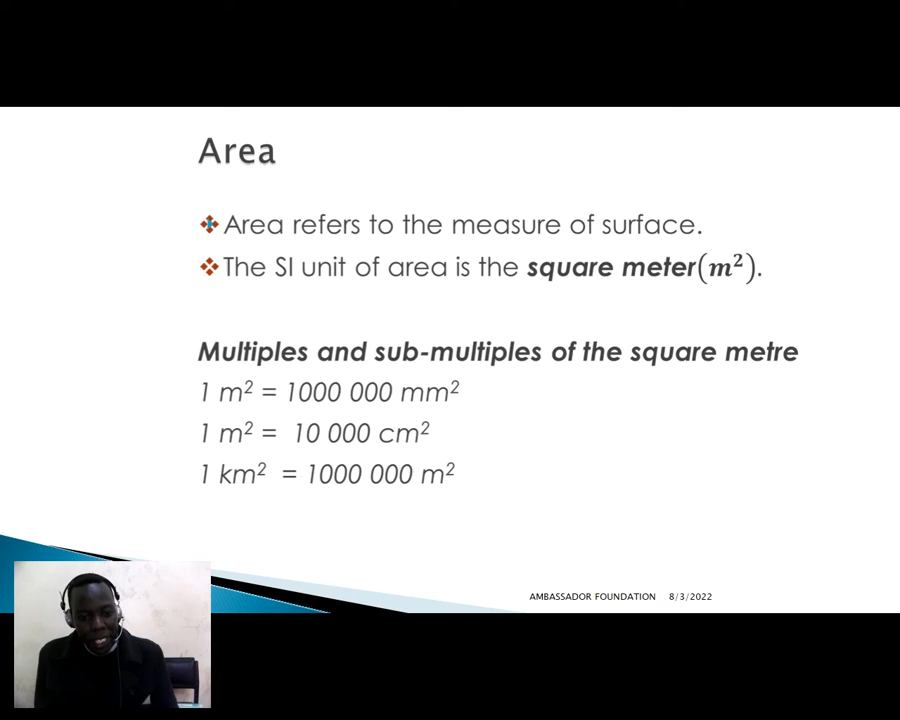 Area
Area refers to the measure of surface.
The SI unit of area is the square meter(m²).
Multiples and sub-multiples of the square metre
1 m² = 1000 000 mm²
1 m² = 10 000 cm²
1 km² = 1000 000 m²
AMBASSADOR FOUNDATION 8/3/2022